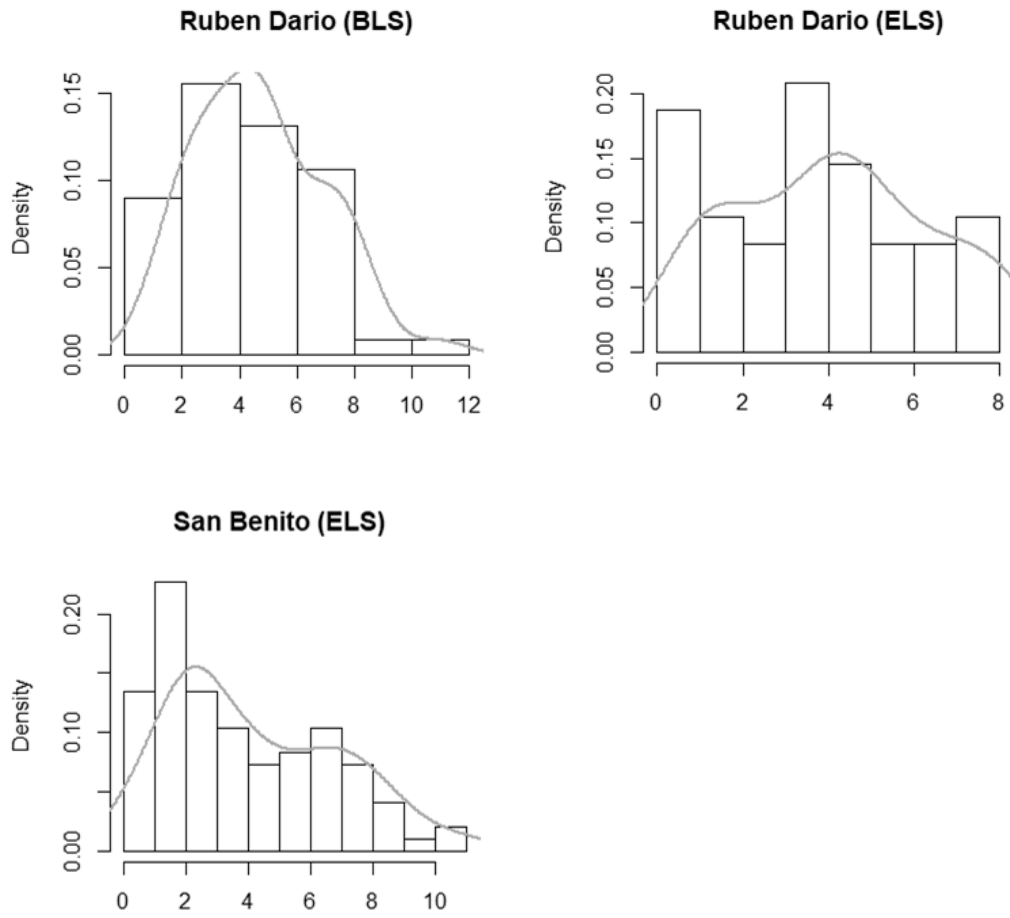 Ruben Dario (BLS)
Density
0.00
0.05
0.10
0.15
0 2 4 6 8 10 12
Ruben Dario (ELS)
Density
0.00
0.05
0.10
0.15
0.20
0 2 4 6 8
San Benito (ELS)
Density
0.00
0.10
0.20
0 2 4 6 8 10